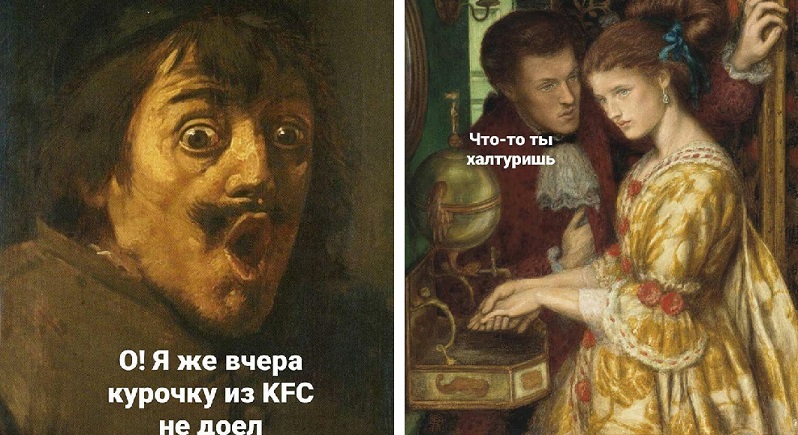 О! Я же вчера
курочку из KFC
не доел
Что-то ты
халтуришь